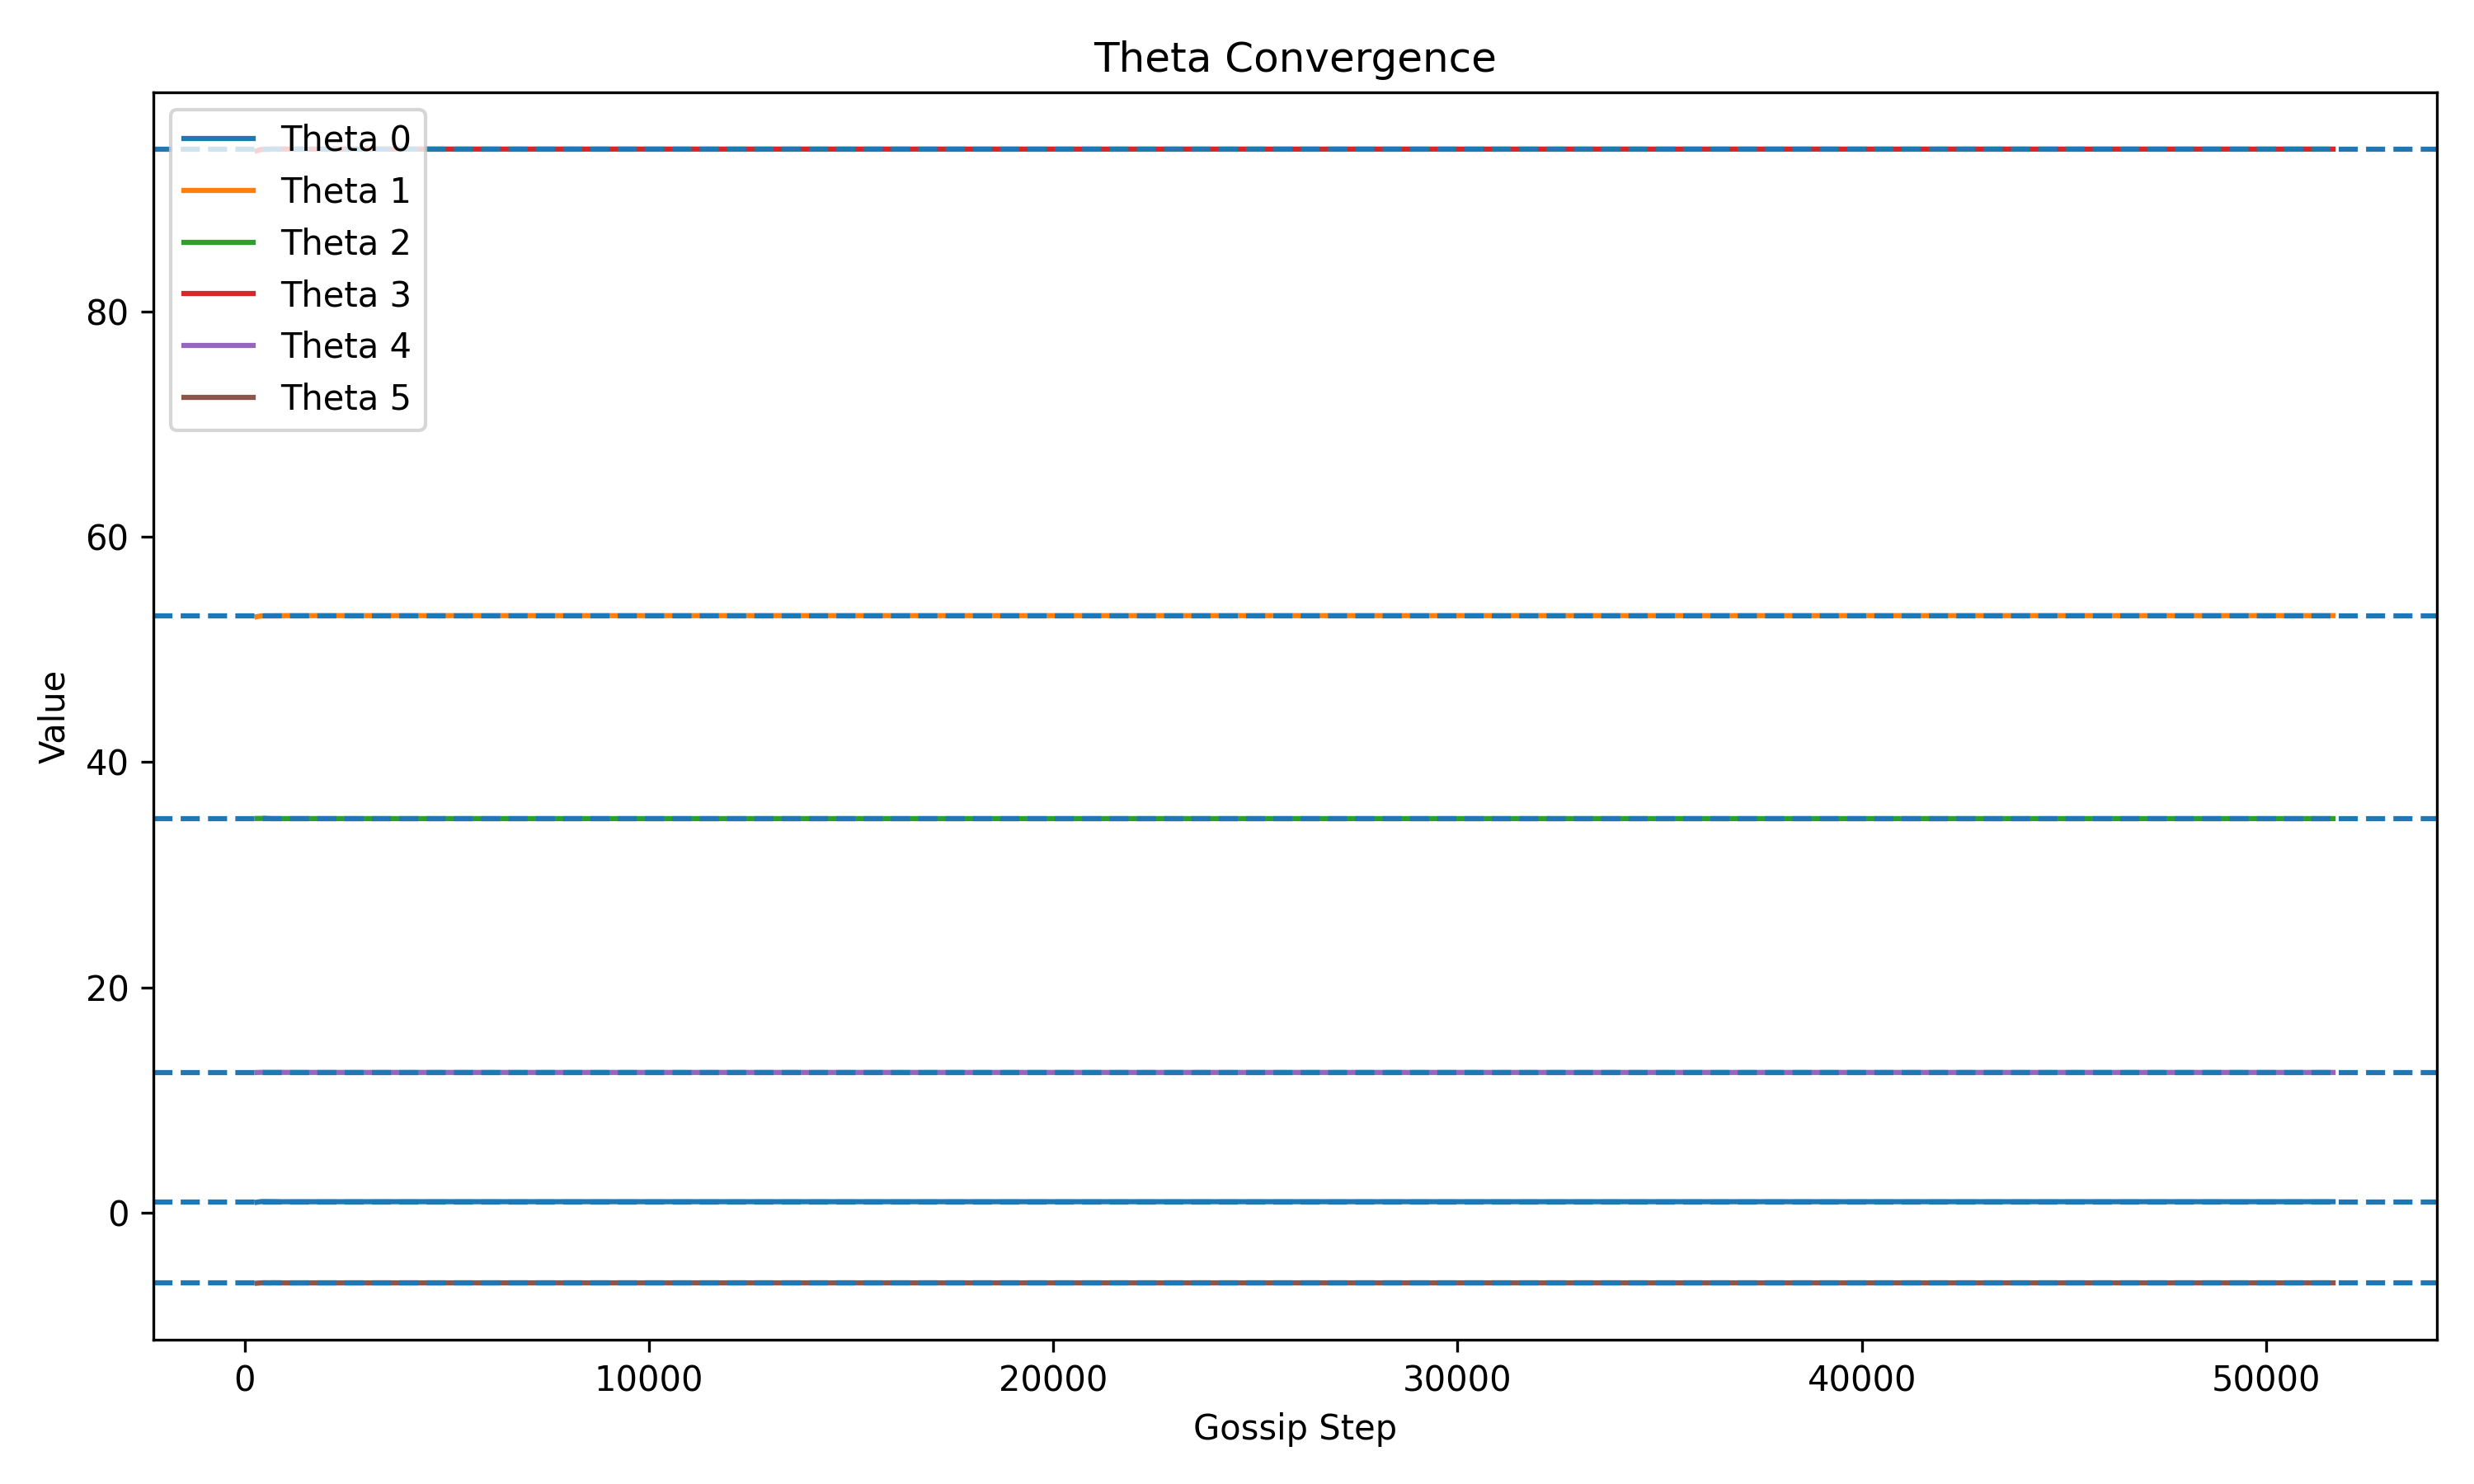 Theta Convergence
Theta 0
Theta 1
Theta 2
Theta 3
Theta 4
Theta 5
80
60
40
20
0
Value
0 10000 20000 30000 40000 50000
Gossip Step